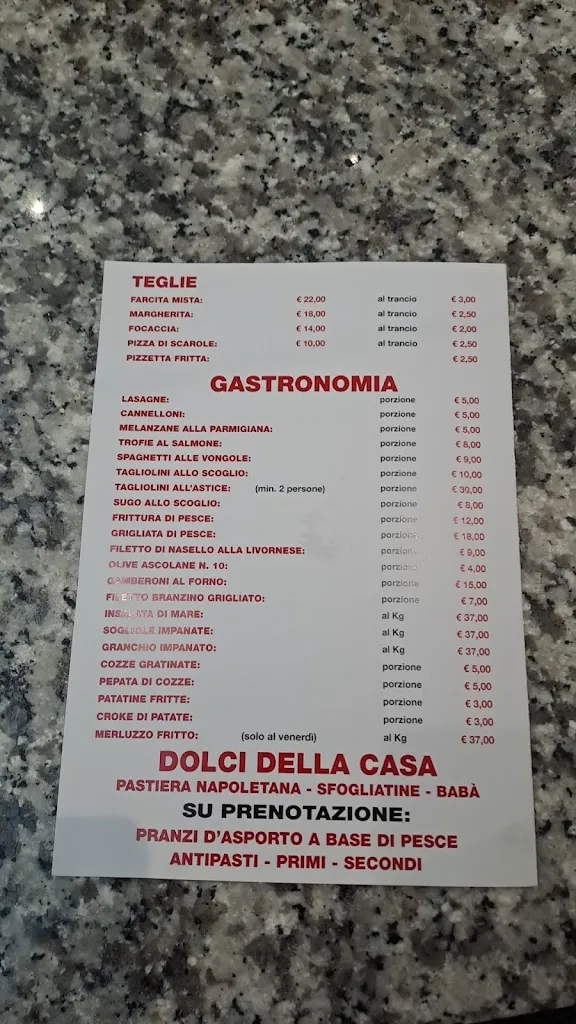 TEGLIE
FARCITA MISTA: € 22,00 al trancio € 3,00
MARGHERITA: € 18,00 al trancio € 2,50
FOCACCIA: € 14,00 al trancio € 2,00
PIZZA DI SCAROLE: € 10,00 al trancio € 2,50
PIZZETTA FRITTA: € 2,50
GASTRONOMIA
LASAGNE: porzione € 5,00
CANNELLONI: porzione € 5,00
MELANZANE ALLA PARMIGIANA: porzione € 5,00
TROFIE AL SALMONE: porzione € 8,00
SPAGHETTI ALLE VONGOLE: porzione € 9,00
TAGLIOLINI ALLO SCOGLIO: porzione € 10,00
TAGLIOLINI ALL'ASTICE: (min. 2 persone) porzione € 30,00
SUGO ALLO SCOGLIO: porzione € 8,00
FRITTURA DI PESCE: porzione € 12,00
GRIGLIATA DI PESCE: porzione € 18,00
FILETTO DI NASELLO ALLA LIVORNESE: porzione € 9,00
OLIVE ASCOLANE N. 10: porzione € 4,00
GAMBERONI AL FORNO: porzione € 15,00
FILETTO BRANZINO GRIGLIATO: porzione € 7,00
INSALATA DI MARE: al Kg € 37,00
SOGLIOLE IMPANATE: al Kg € 37,00
GRANCHIO IMPANATO: al Kg € 37,00
COZZE GRATINATE: porzione € 5,00
PEPATA DI COZZE: porzione € 5,00
PATATINE FRITTE: porzione € 3,00
CROKE DI PATATE: porzione € 3,00
MERLUZZO FRITTO: (solo al venerdì) al Kg € 37,00
DOLCI DELLA CASA
PASTIERA NAPOLETANA - SFOGLIATINE - BABÀ
SU PRENOTAZIONE:
PRANZI D'ASPORTO A BASE DI PESCE
ANTIPASTI - PRIMI - SECONDI